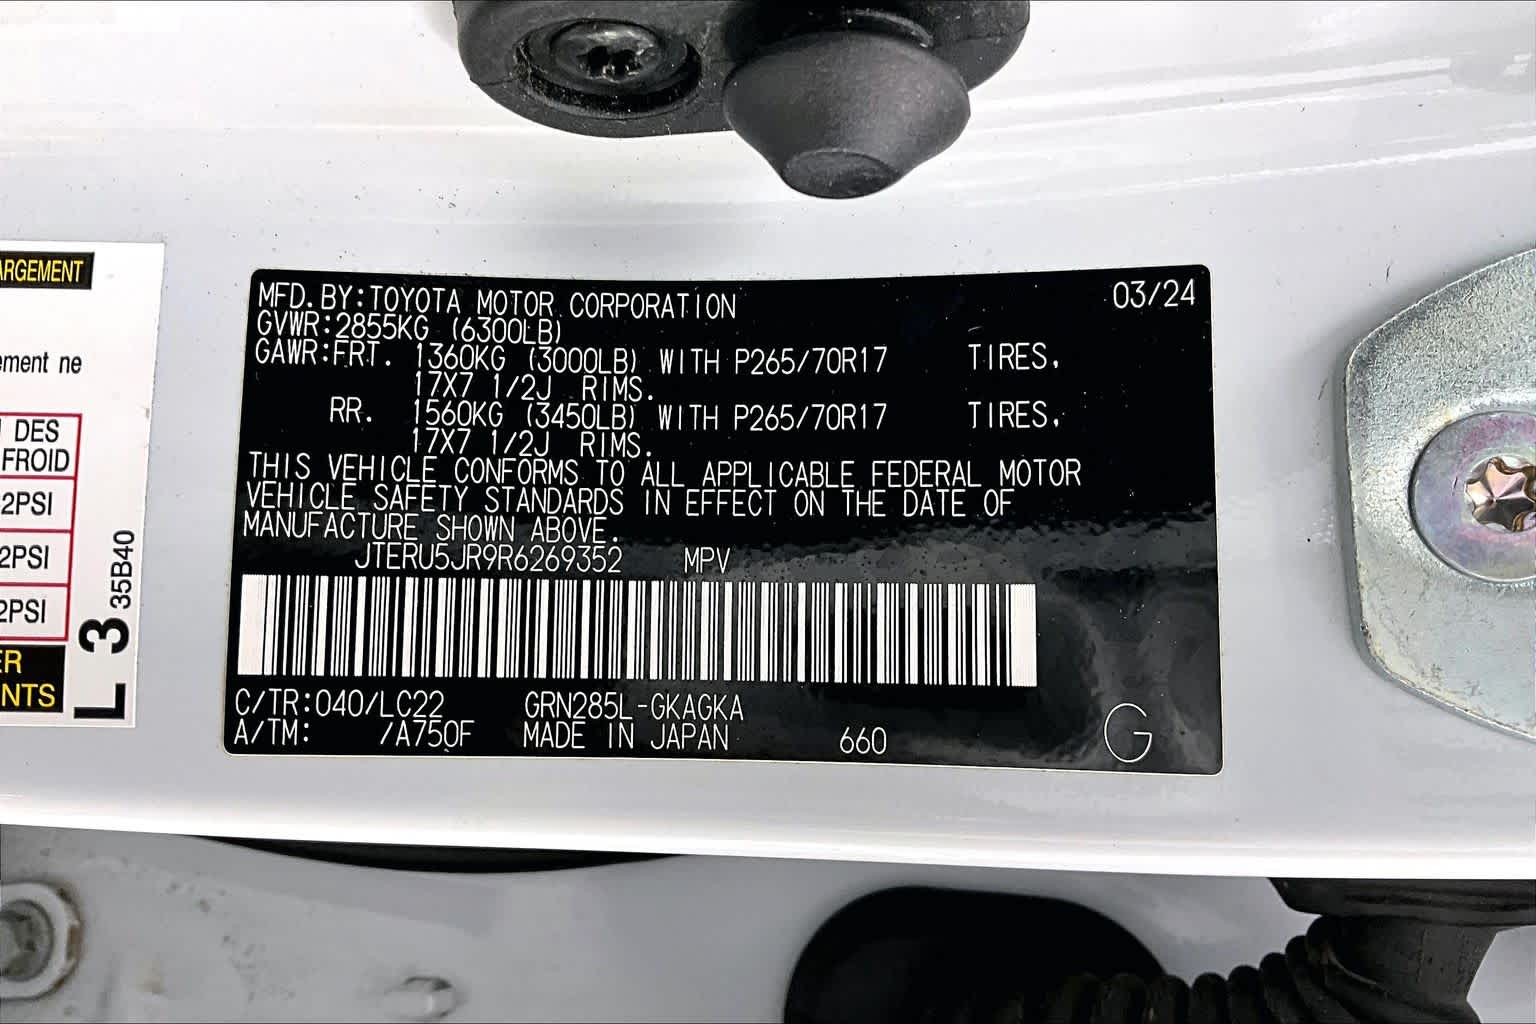 ARGEMENT
ement ne
DES
FROID
2PSI
2PSI
2PSI
ER
NTS
L 3 35B40
MFD. BY: TOYOTA MOTOR CORPORATION 03/24
GVWR: 2855KG (6300LB)
GAWR: FRT. 1360KG (3000LB) WITH P265/70R17 TIRES,
17X7 1/2J RIMS.
RR. 1560KG (3450LB) WITH P265/70R17 TIRES,
17X7 1/2J RIMS.
THIS VEHICLE CONFORMS TO ALL APPLICABLE FEDERAL MOTOR
VEHICLE SAFETY STANDARDS IN EFFECT ON THE DATE OF
MANUFACTURE SHOWN ABOVE.
JTERU5JR9R6269352 MPV
C/TR: 040/LC22 GRN285L-GKAGKA
A/TM: /A750F MADE IN JAPAN 660 G